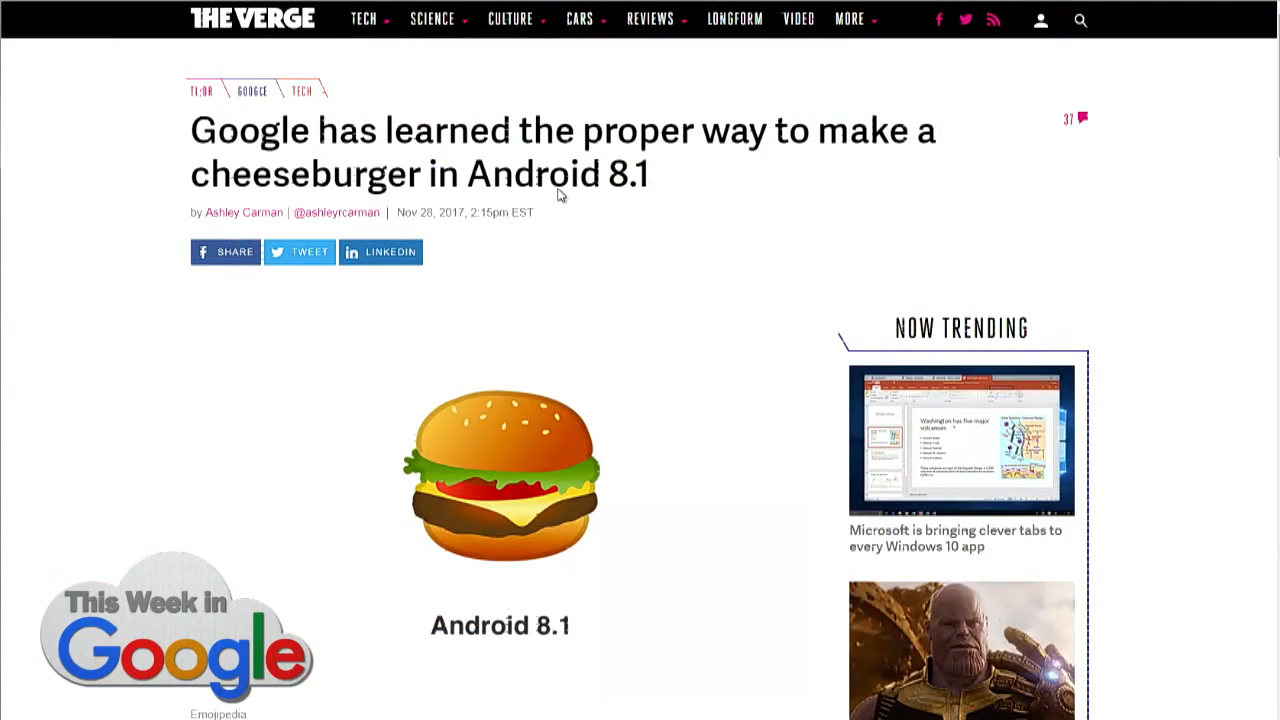 THE VERGE
TECH SCIENCE CULTURE CARS REVIEWS LONGFORM VIDEO MORE
TL;DR GOOGLE TECH
Google has learned the proper way to make a
cheeseburger in Android 8.1
37
by Ashley Carman | @ashleyrcarman | Nov 28, 2017, 2:15pm EST
SHARE TWEET LINKEDIN
NOW TRENDING
Washington has five major
volcanoes
Microsoft is bringing clever tabs to
every Windows 10 app
Android 8.1
This Week in
Google
Emojipedia